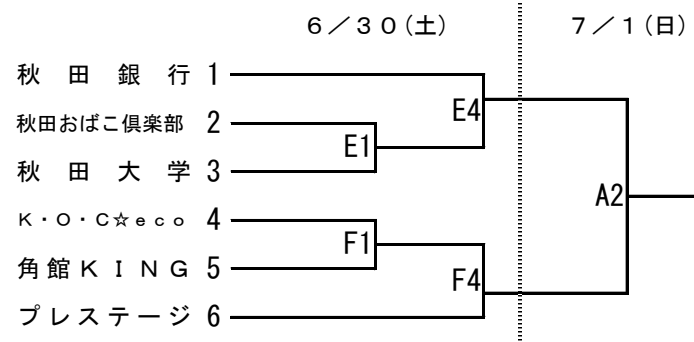 ６／３０（土） ７／１（日）
秋田銀行 1
E4
秋田おばこ倶楽部 2
E1
秋田大学 3
A2
Ｋ・Ｏ・Ｃ☆ｅｃｏ 4
F1
角館ＫＩＮＧ 5
F4
プレステージ 6